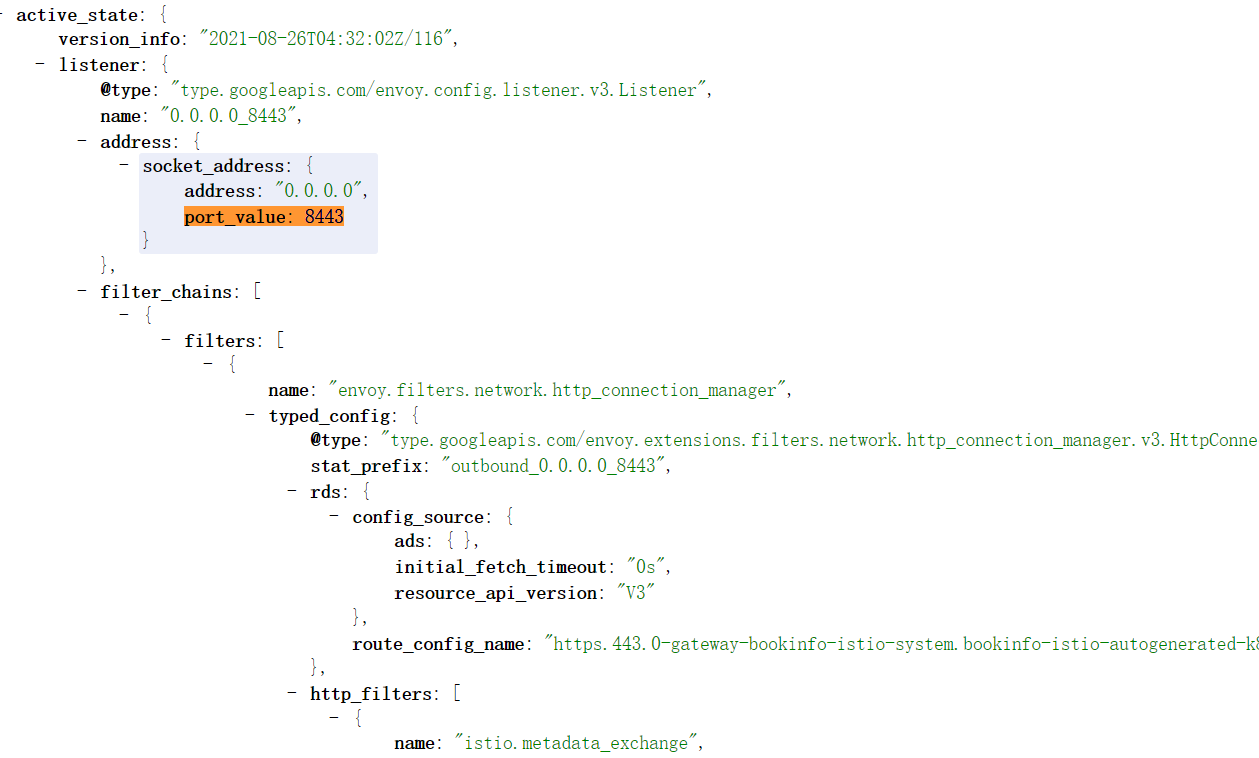 - active_state: {
version_info: "2021-08-26T04:32:02Z/116",
- listener: {
@type: "type.googleapis.com/envoy.config.listener.v3.Listener",
name: "0.0.0.0_8443",
- address: {
- socket_address: {
address: "0.0.0.0",
port_value: 8443
}
},
- filter_chains: [
- {
- filters: [
- {
name: "envoy.filters.network.http_connection_manager",
- typed_config: {
@type: "type.googleapis.com/envoy.extensions.filters.network.http_connection_manager.v3.HttpConne
stat_prefix: "outbound_0.0.0.0_8443",
- rds: {
- config_source: {
ads: { },
initial_fetch_timeout: "0s",
resource_api_version: "V3"
},
route_config_name: "https.443.0-gateway-bookinfo-istio-system.bookinfo-istio-autogenerated-k8
},
- http_filters: [
- {
name: "istio.metadata_exchange",